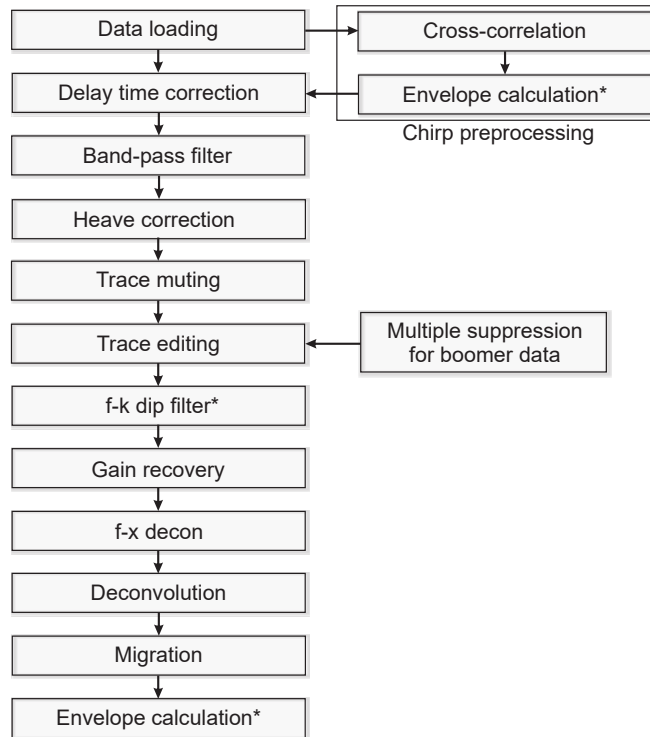 Data loading
Cross-correlation
Delay time correction
Envelope calculation*
Chirp preprocessing
Band-pass filter
Heave correction
Trace muting
Trace editing
Multiple suppression
for boomer data
f-k dip filter*
Gain recovery
f-x decon
Deconvolution
Migration
Envelope calculation*